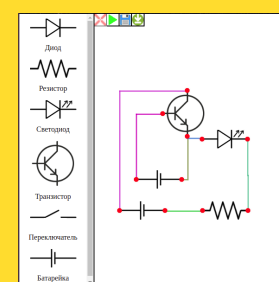 Диод
Резистор
Светодиод
Транзистор
Переключатель
Батарейка